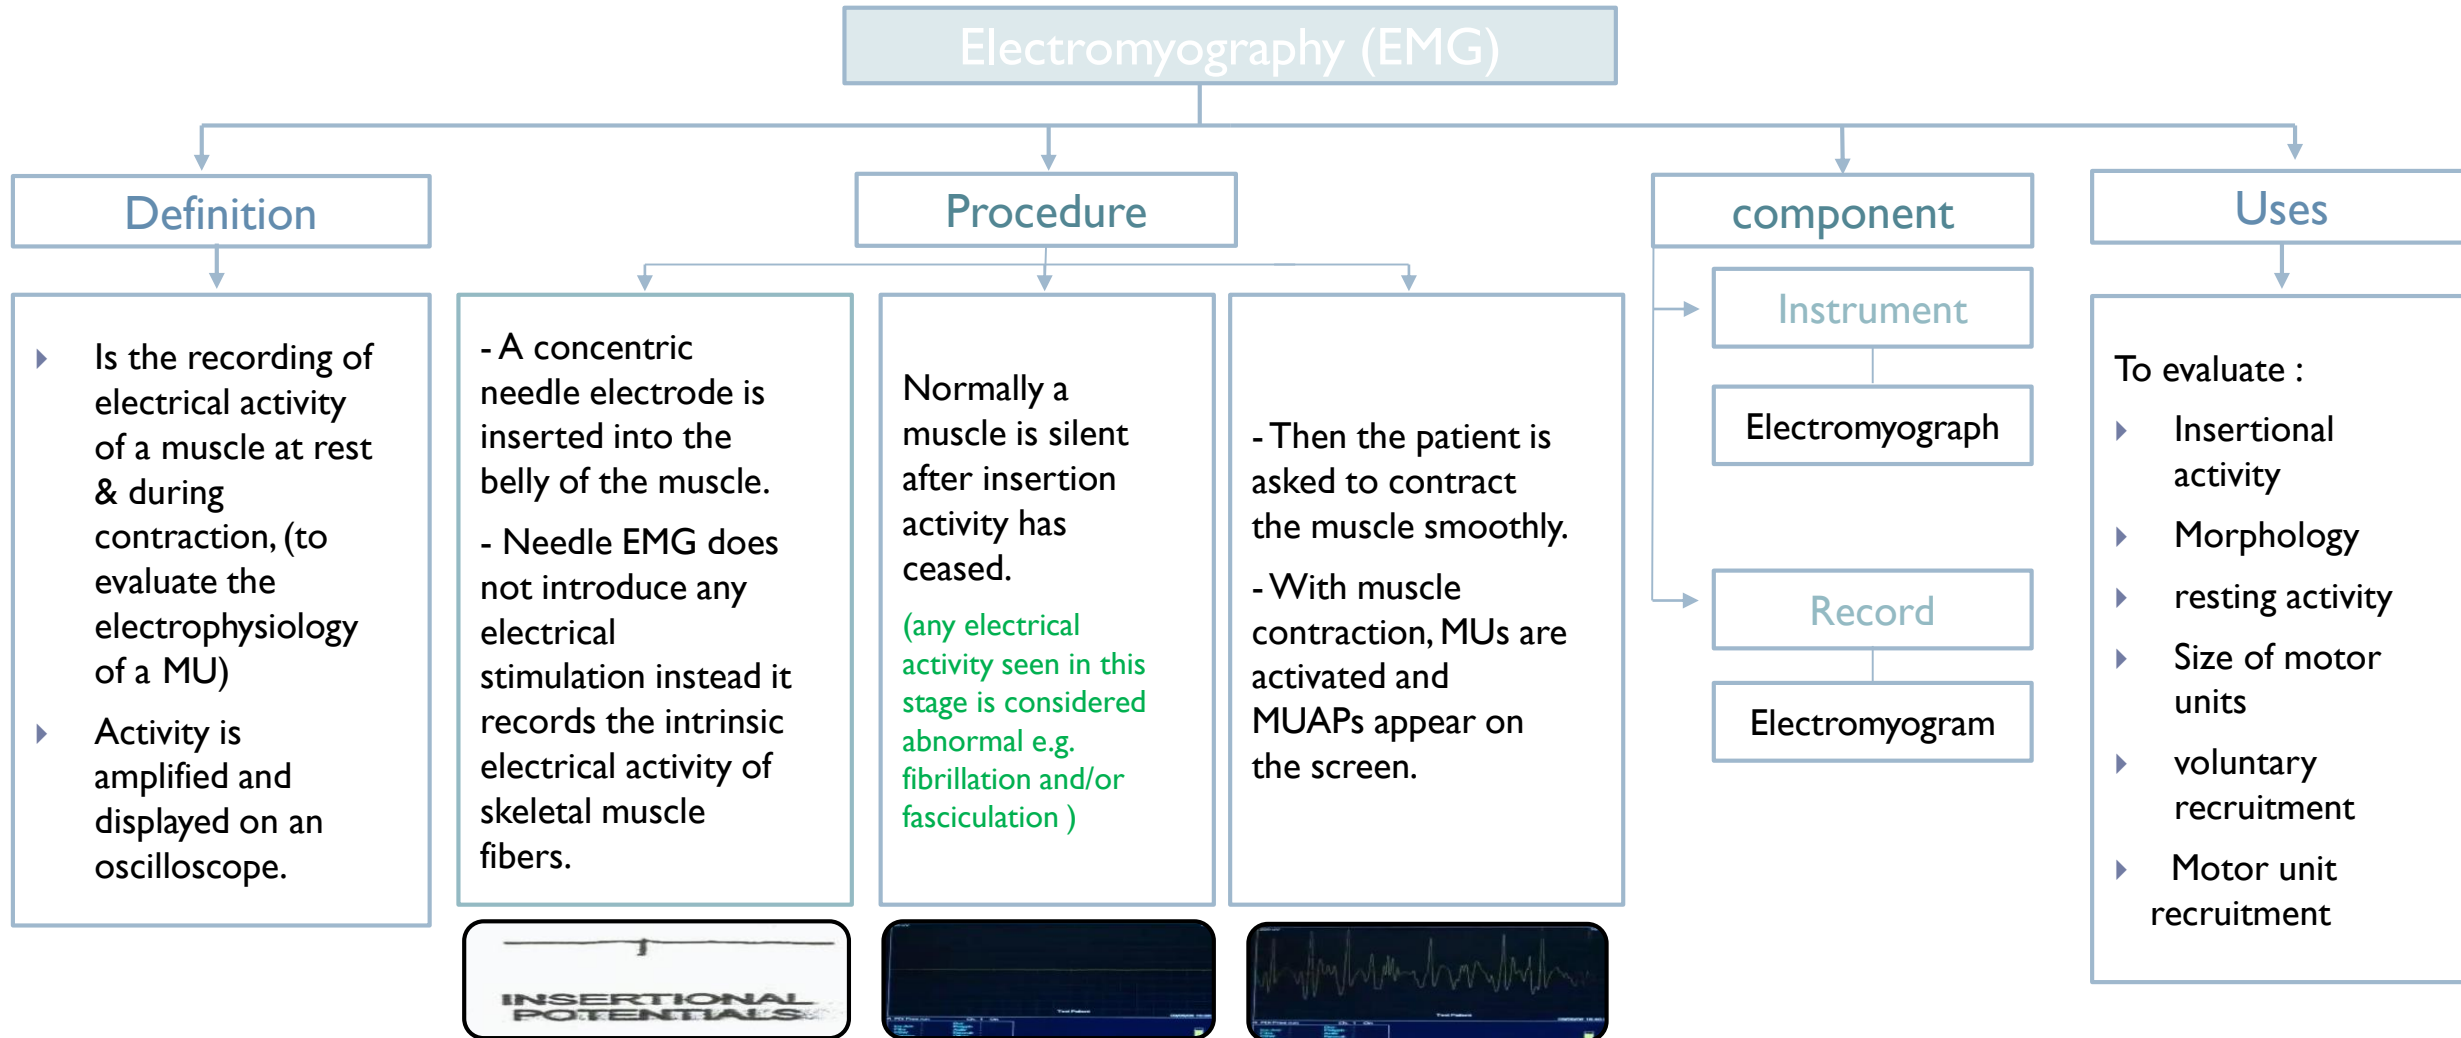 Electromyography (EMG)
Definition
Is the recording of
electrical activity
of a muscle at rest
& during
contraction, (to
evaluate the
electrophysiology
of a MU)
Activity is
amplified and
displayed on an
oscilloscope.
Procedure
- A concentric
needle electrode is
inserted into the
belly of the muscle.
- Needle EMG does
not introduce any
electrical
stimulation instead it
records the intrinsic
electrical activity of
skeletal muscle
fibers.
INSERTIONAL
POTENTIALS
Normally a
muscle is silent
after insertion
activity has
ceased.
(any electrical
activity seen in this
stage is considered
abnormal e.g.
fibrillation and/or
fasciculation )
Test Patient
- Then the patient is
asked to contract
the muscle smoothly.
- With muscle
contraction, MUs are
activated and
MUAPs appear on
the screen.
Test Patient
component
Instrument
Electromyograph
Record
Electromyogram
Uses
To evaluate :
Insertional
activity
Morphology
resting activity
Size of motor
units
voluntary
recruitment
Motor unit
recruitment